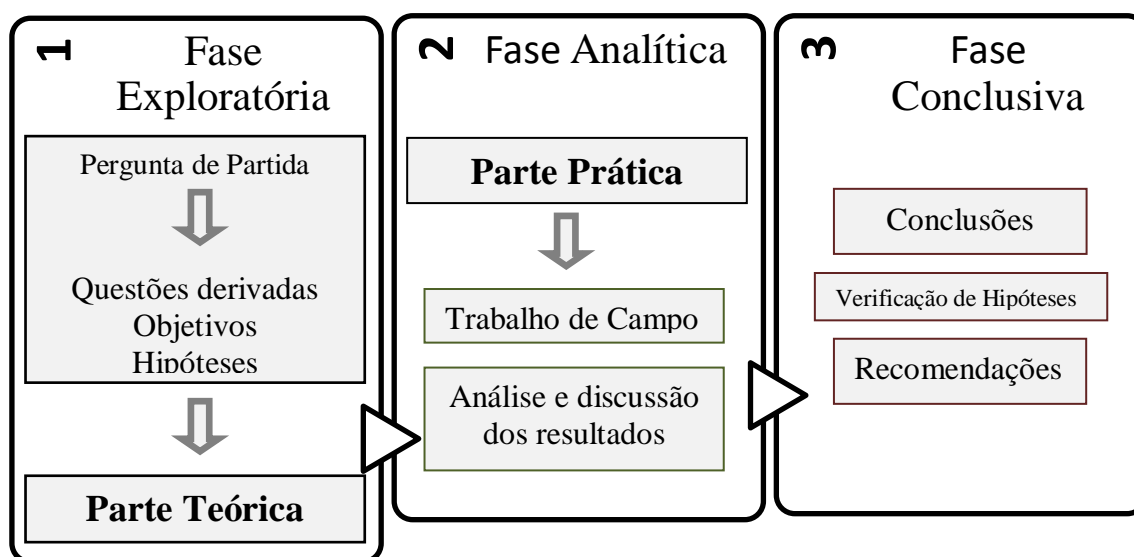 1
Fase
Exploratória
Pergunta de Partida
Questões derivadas
Objetivos
Hipóteses
Parte Teórica
2
Fase Analítica
Parte Prática
Trabalho de Campo
Análise e discussão
dos resultados
3
Fase
Conclusiva
Conclusões
Verificação de Hipóteses
Recomendações